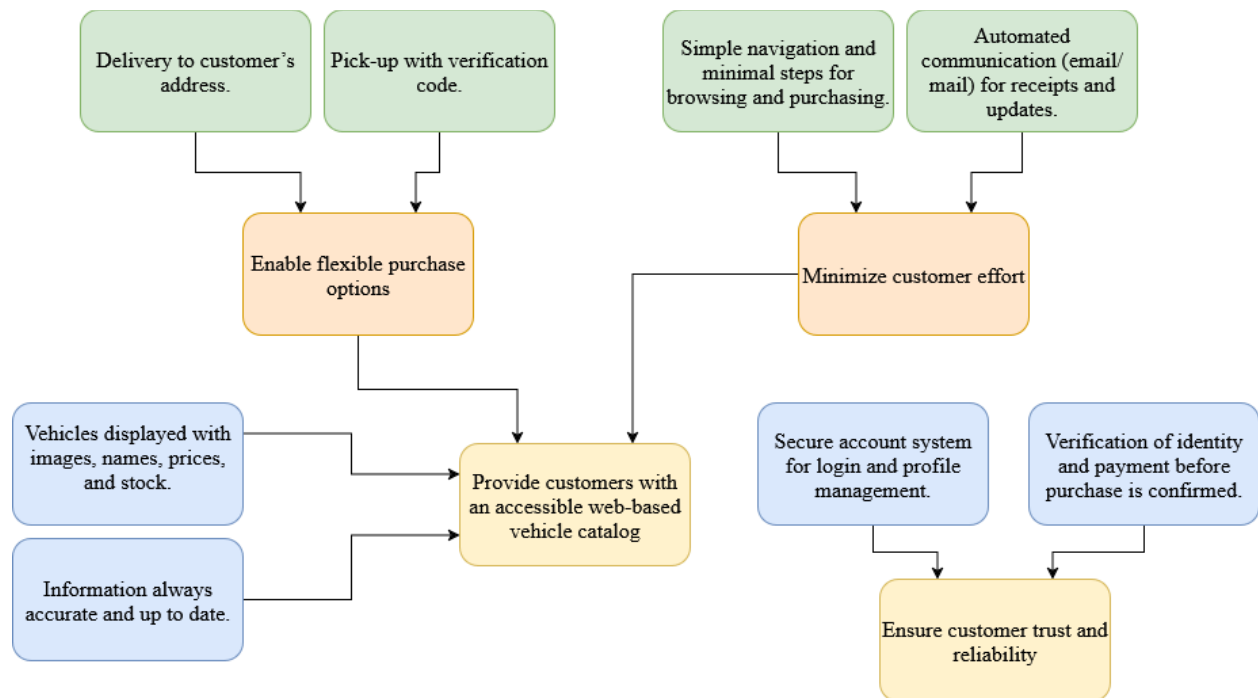 Delivery to customer's
address.
Pick-up with verification
code.
Simple navigation and
minimal steps for
browsing and purchasing.
Automated
communication (email/
mail) for receipts and
updates.
Enable flexible purchase
options
Minimize customer effort
Vehicles displayed with
images, names, prices,
and stock.
Information always
accurate and up to date.
Provide customers with
an accessible web-based
vehicle catalog
Secure account system
for login and profile
management.
Verification of identity
and payment before
purchase is confirmed.
Ensure customer trust and
reliability